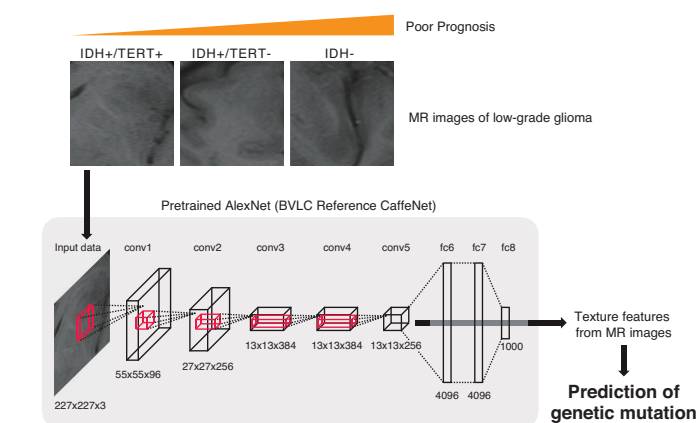 Poor Prognosis
IDH+/TERT+ IDH+/TERT- IDH-
MR images of low-grade glioma
Pretrained AlexNet (BVLC Reference CaffeNet)
Input data conv1 conv2 conv3 conv4 conv5 fc6 fc7 fc8
Texture features
from MR images
13x13x384 13x13x384 13x13x256 1000
27x27x256
55x55x96
4096 4096
227x227x3
Prediction of
genetic mutation